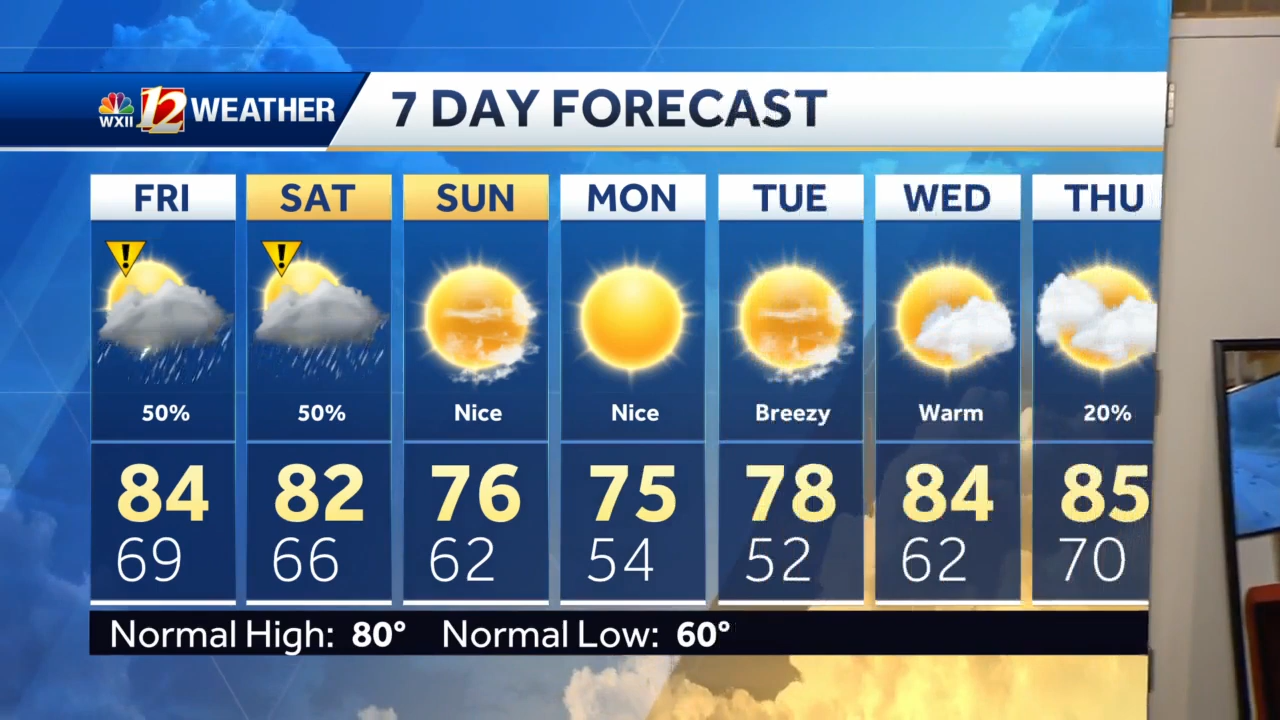 WXII 12 WEATHER
7 DAY FORECAST
FRI SAT SUN MON TUE WED THU
! !
50% 50% Nice Nice Breezy Warm 20%
84 82 76 75 78 84 85
69 66 62 54 52 62 70
Normal High: 80° Normal Low: 60°